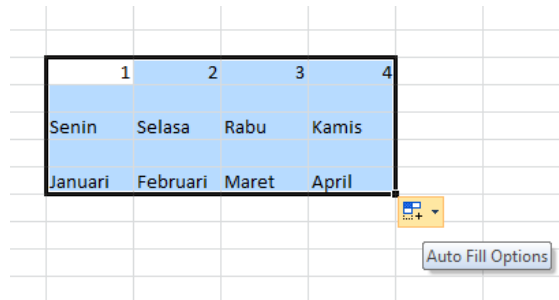 1 2 3 4
Senin Selasa Rabu Kamis
Januari Februari Maret April
Auto Fill Options